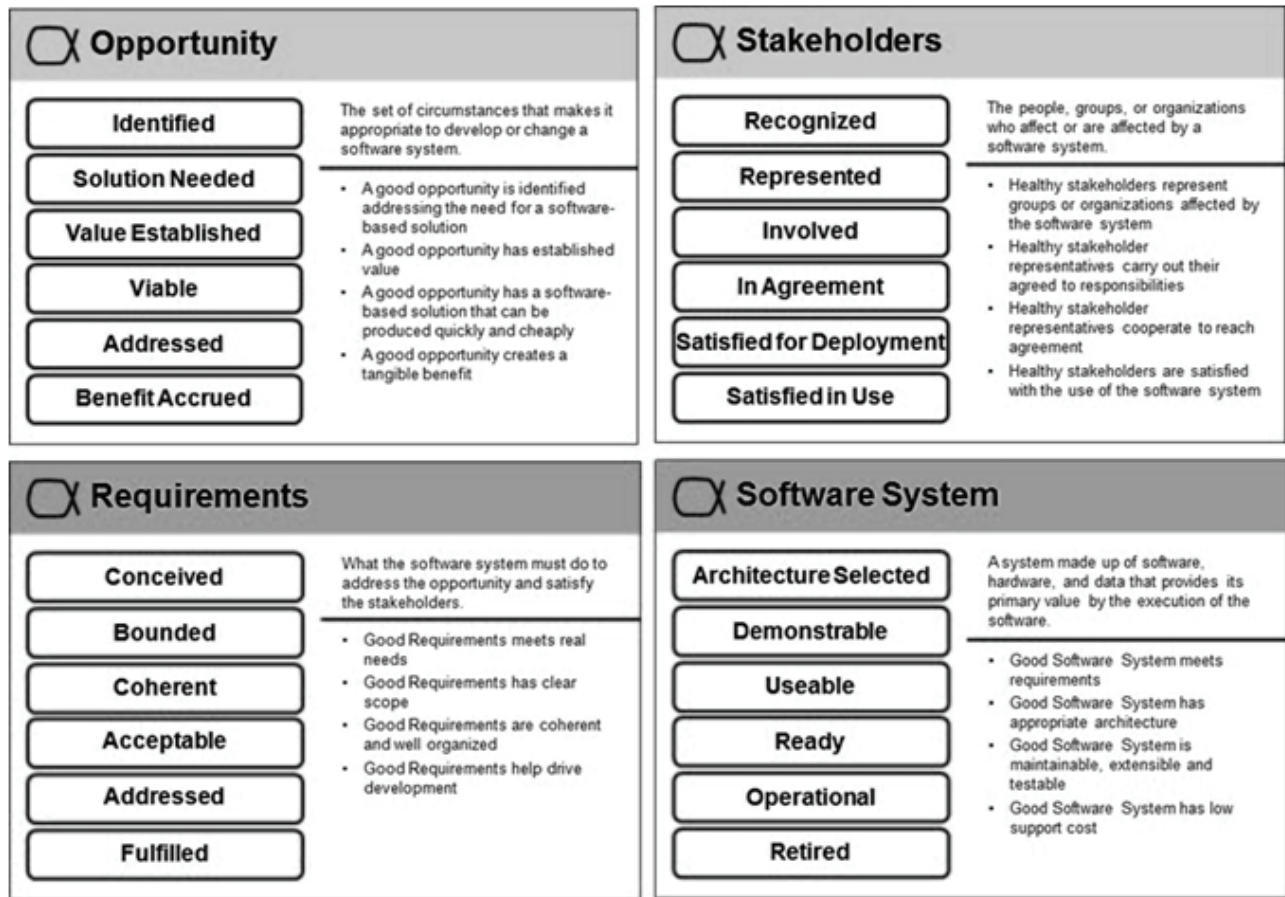 Opportunity
Identified
Solution Needed
Value Established
Viable
Addressed
Benefit Accrued
The set of circumstances that makes it
appropriate to develop or change a
software system.
• A good opportunity is identified
addressing the need for a software-
based solution
• A good opportunity has established
value
• A good opportunity has a software-
based solution that can be
produced quickly and cheaply
• A good opportunity creates a
tangible benefit
Stakeholders
Recognized
Represented
Involved
In Agreement
Satisfied for Deployment
Satisfied in Use
The people, groups, or organizations
who affect or are affected by a
software system.
• Healthy stakeholders represent
groups or organizations affected by
the software system
• Healthy stakeholder
representatives carry out their
agreed to responsibilities
• Healthy stakeholder
representatives cooperate to reach
agreement
• Healthy stakeholders are satisfied
with the use of the software system
Requirements
Conceived
Bounded
Coherent
Acceptable
Addressed
Fulfilled
What the software system must do to
address the opportunity and satisfy
the stakeholders.
• Good Requirements meets real
needs
• Good Requirements has clear
scope
• Good Requirements are coherent
and well organized
• Good Requirements help drive
development
Software System
Architecture Selected
Demonstrable
Useable
Ready
Operational
Retired
A system made up of software,
hardware, and data that provides its
primary value by the execution of the
software.
• Good Software System meets
requirements
• Good Software System has
appropriate architecture
• Good Software System is
maintainable, extensible and
testable
• Good Software System has low
support cost